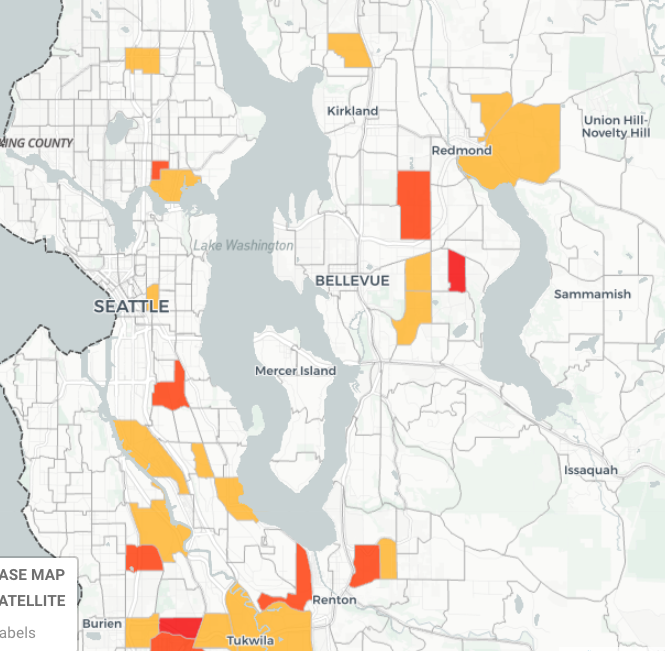 Kirkland
Union Hill-
Novelty Hill
KING COUNTY
Redmond
Lake Washington
BELLEVUE
SEATTLE
Sammamish
Mercer Island
Issaquah
ASE MAP
ATELLITE
Renton
Burien
abels
Tukwila